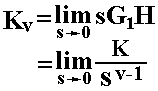 Kv=lim sG1H
s→0
=lim K/s^v-1
s→0